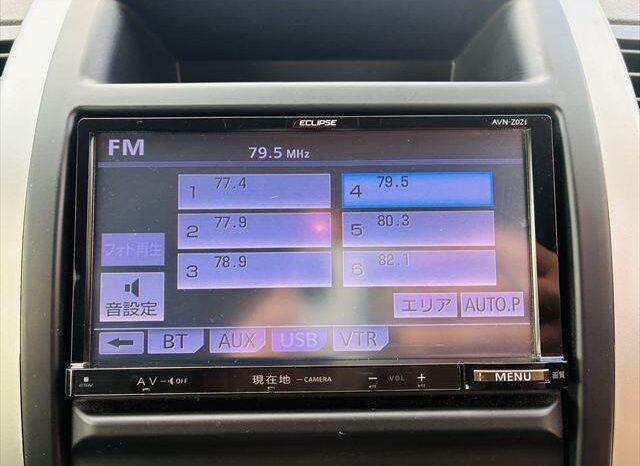 ECLIPSE AVN-Z02i
FM
79.5 MHz
1 77.4
4 79.5
2 77.9
5 80.3
3 78.9
6 82.1
フォト再生
音設定
エリア AUTO.P
BT AUX USB VTR
AV OFF 現在地 CAMERA − VOL + MENU 画質